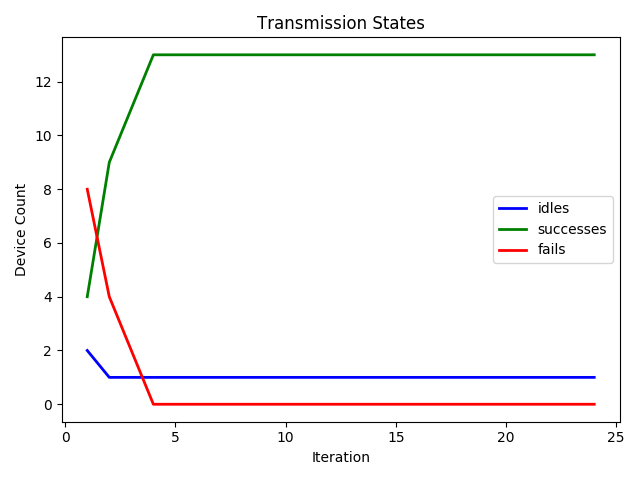 Transmission States
Device Count
12
10
8
6
4
2
0
idles
successes
fails
0 5 10 15 20 25
Iteration